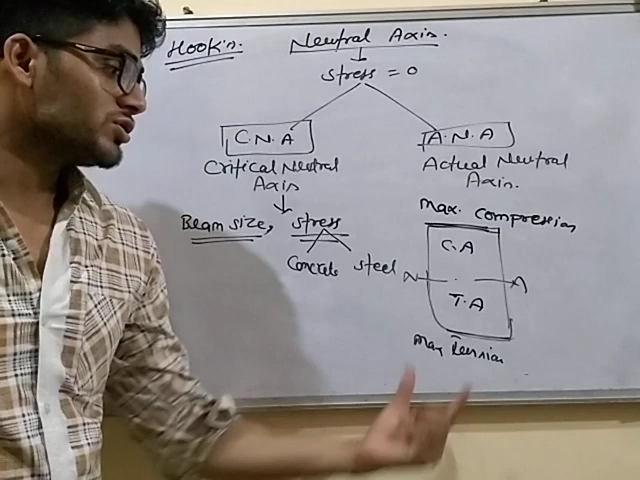 Hook's.
Neutral Axis.
stress = 0
C.N.A
Critical Neutral
Axis
Beam size, stress
Concrete steel
A.N.A
Actual Neutral
Axis.
max. compression
C.A
N A
T.A
max tension